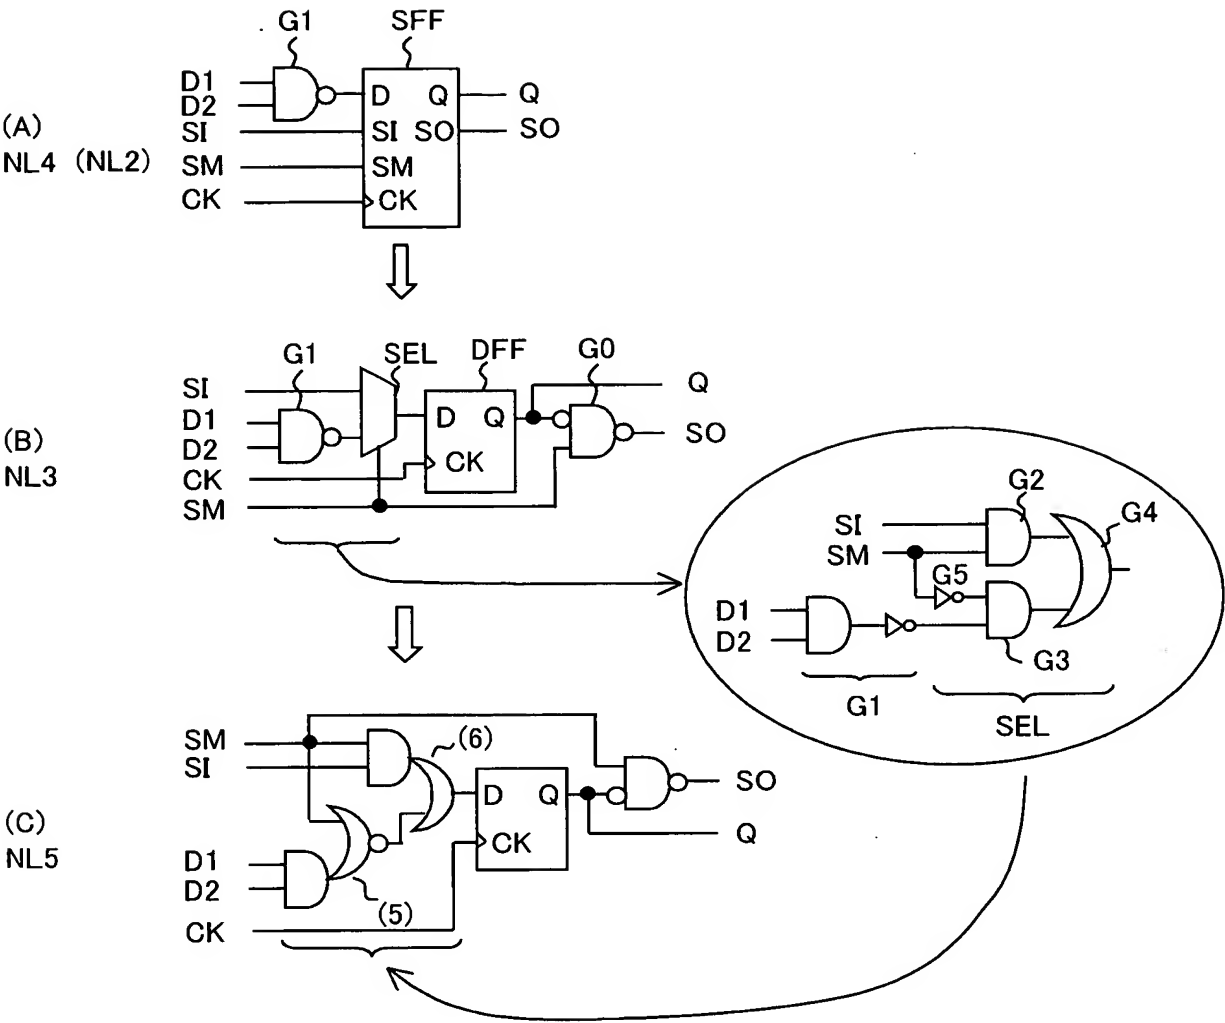 G1 SFF
D1
D2
SI
SM
CK
(A)
NL4 (NL2)
D Q
SI SO
SM
CK
Q
SO
G1 SEL DFF G0
SI
D1
D2
CK
SM
(B)
NL3
D Q
CK
Q
SO
G2
SI
SM
G4
G5
D1
D2
G3
G1
SEL
SM
SI
(6)
(C)
NL5
D Q
CK
SO
Q
D1
D2
(5)
CK